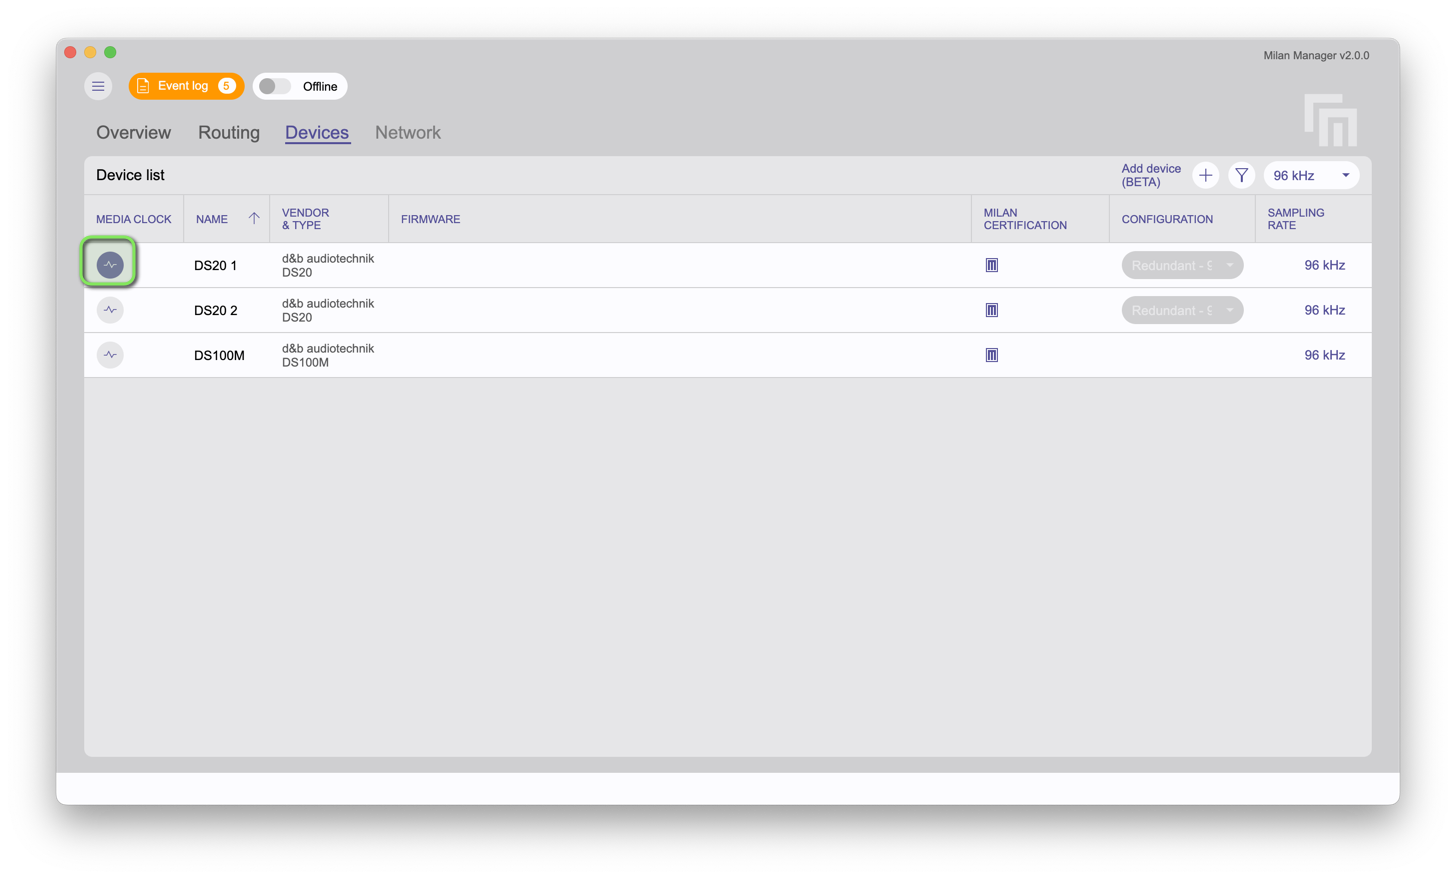 Milan Manager v2.0.0
Event log 5
Offline
Overview Routing Devices Network
Device list
Add device
(BETA)
96 kHz
MEDIA CLOCK
NAME
VENDOR
& TYPE
FIRMWARE
MILAN
CERTIFICATION
CONFIGURATION
SAMPLING
RATE
DS20 1
d&b audiotechnik
DS20
Redundant - 9
96 kHz
DS20 2
d&b audiotechnik
DS20
Redundant - 9
96 kHz
DS100M
d&b audiotechnik
DS100M
96 kHz